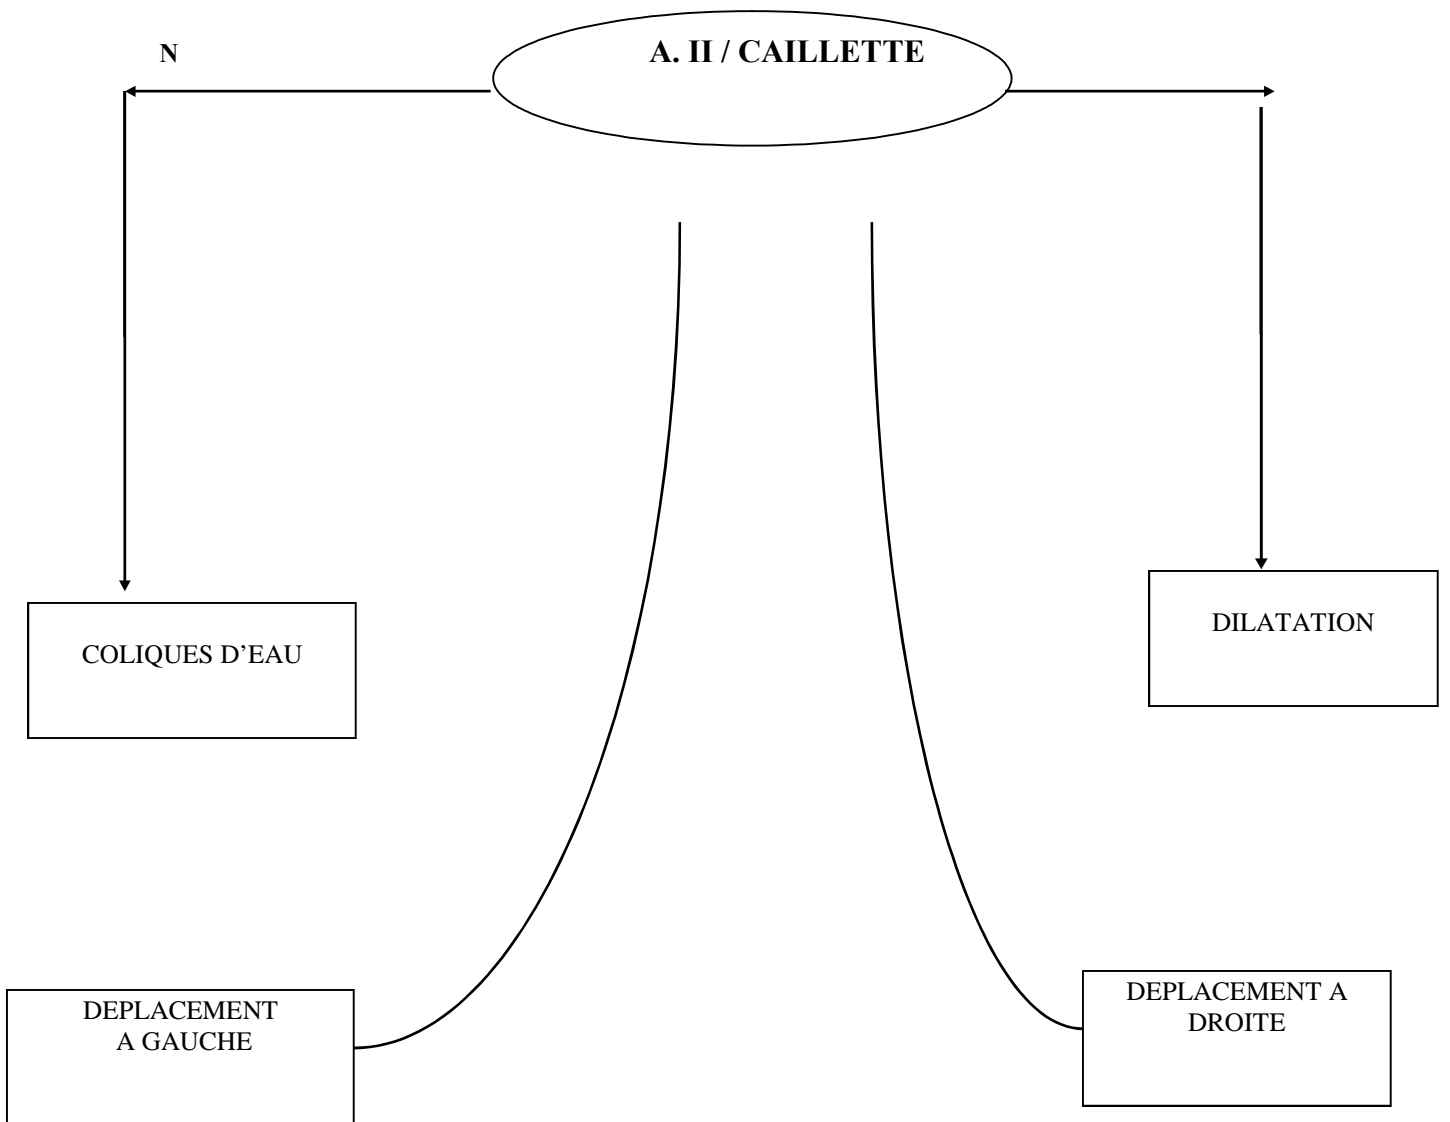 N
A. II / CAILLETTE
COLIQUES D’EAU
DILATATION
DEPLACEMENT
A GAUCHE
DEPLACEMENT A
DROITE